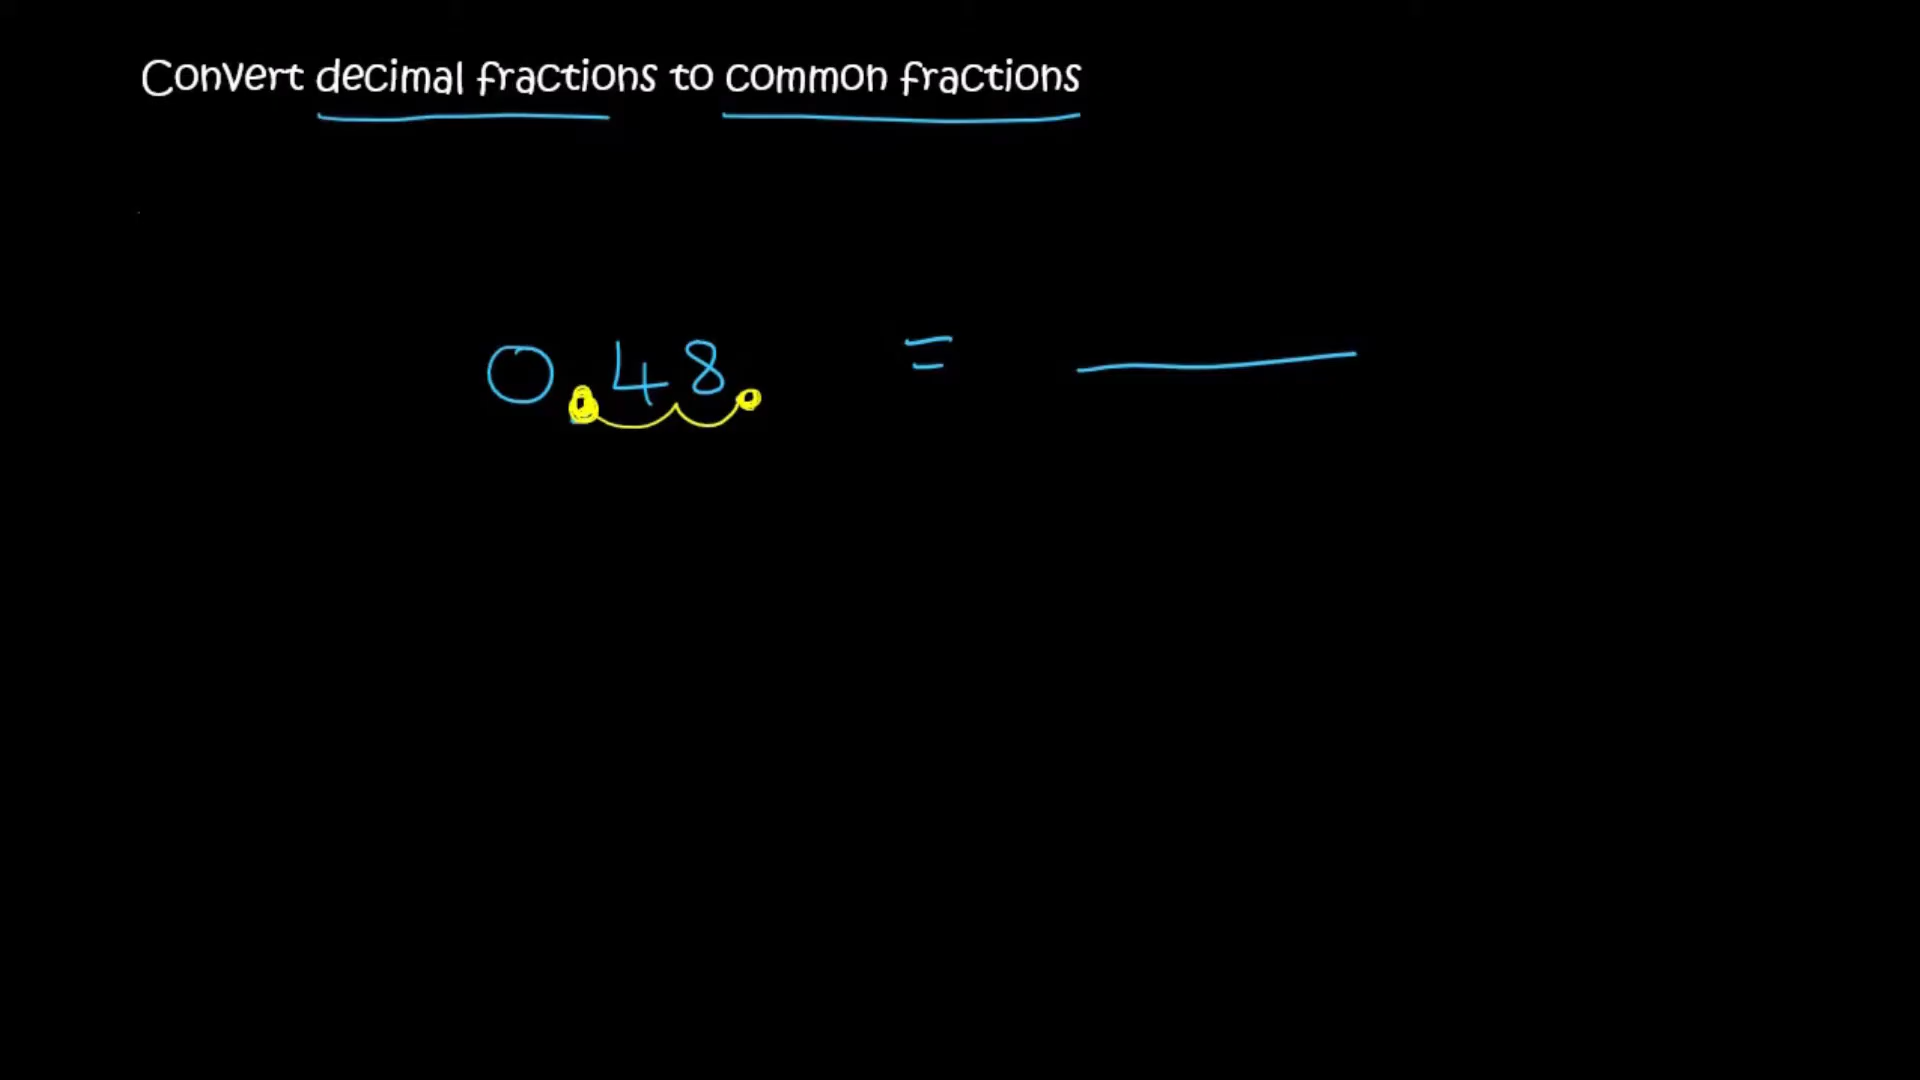 Convert decimal fractions to common fractions
0.48 =